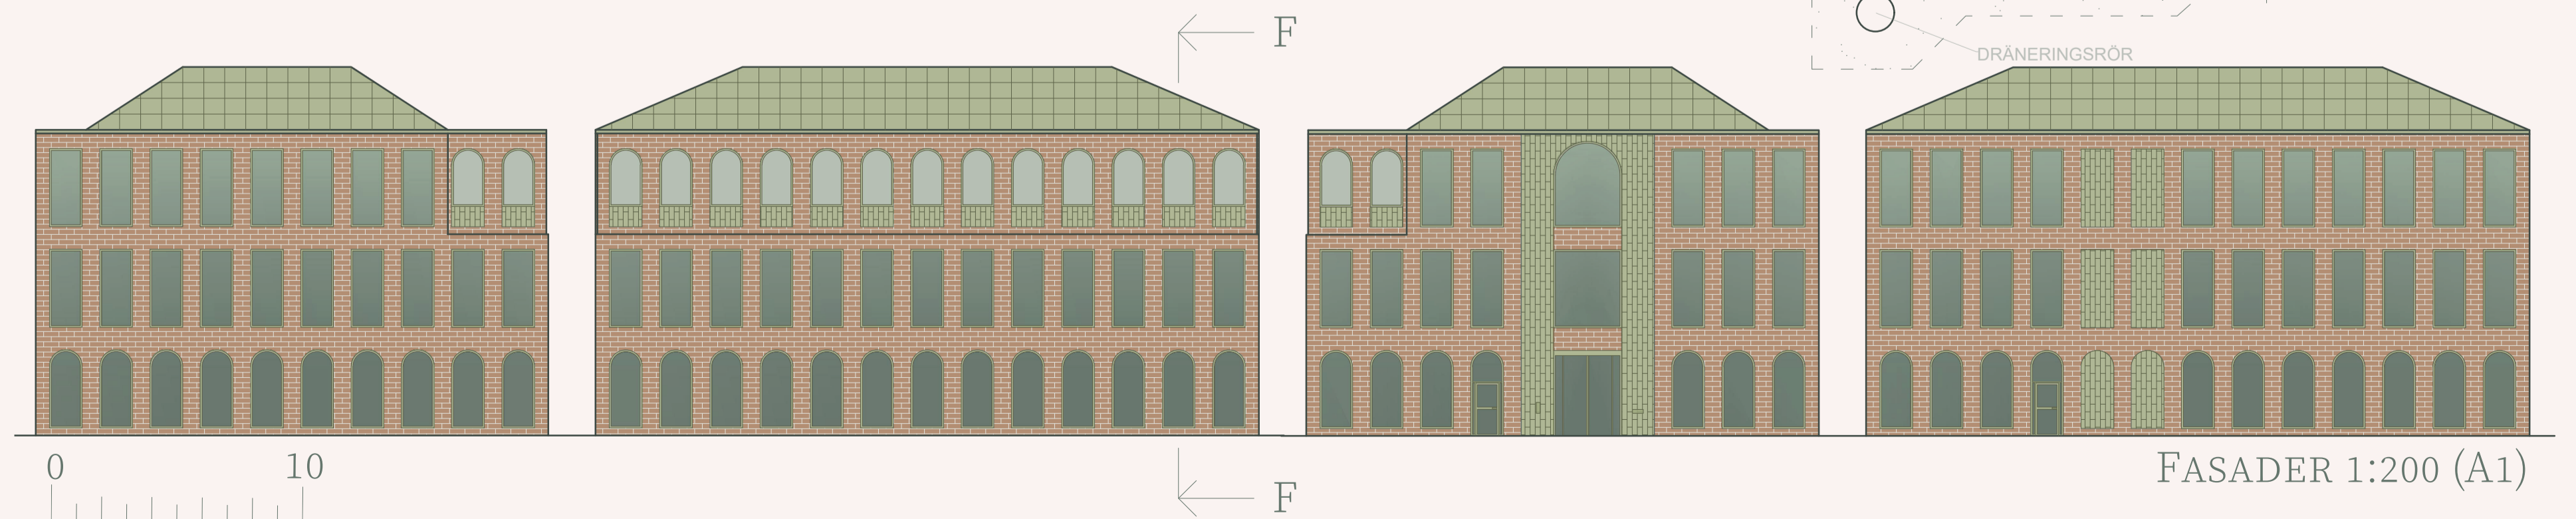 F
DRÄNERINGSRÖR
0 10
F
FASADER 1:200 (A1)